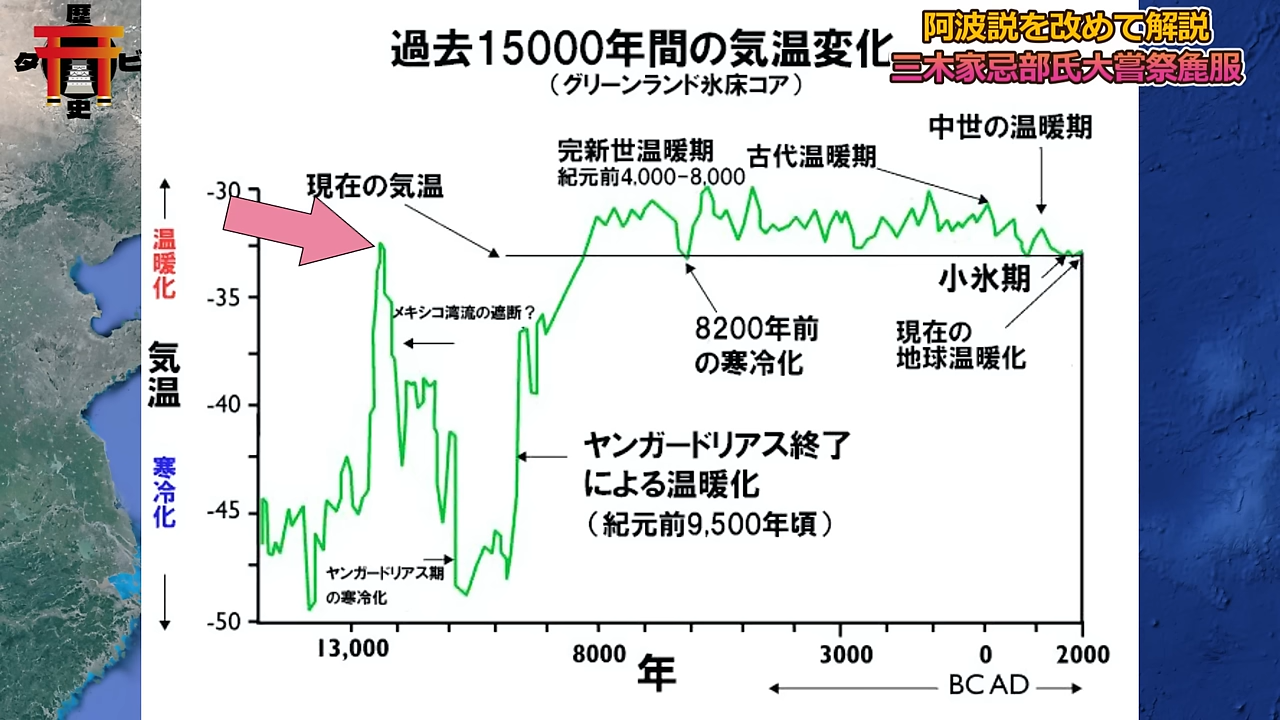 歴
タビ
史
阿波説を改めて解説
三木家忌部氏大嘗祭麁服
過去15000年間の気温変化
（グリーンランド氷床コア）
中世の温暖期
完新世温暖期
紀元前4,000-8,000
古代温暖期
現在の気温
温暖化
気温
寒冷化
-30
-35
-40
-45
-50
メキシコ湾流の遮断？
小氷期
8200年前
の寒冷化
現在の
地球温暖化
ヤンガードリアス終了
による温暖化
（紀元前9,500年頃）
ヤンガードリアス期
の寒冷化
13,000
8000
3000
0
2000
年
BC AD